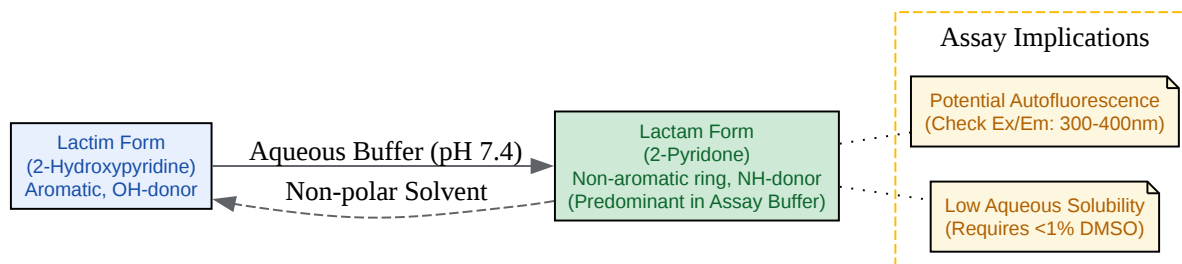 Assay Implications
Lactim Form
(2-Hydroxypyridine)
Aromatic, OH-donor
Aqueous Buffer (pH 7.4)
Non-polar Solvent
Lactam Form
(2-Pyridone)
Non-aromatic ring, NH-donor
(Predominant in Assay Buffer)
Potential Autofluorescence
(Check Ex/Em: 300-400nm)
Low Aqueous Solubility
(Requires <1% DMSO)